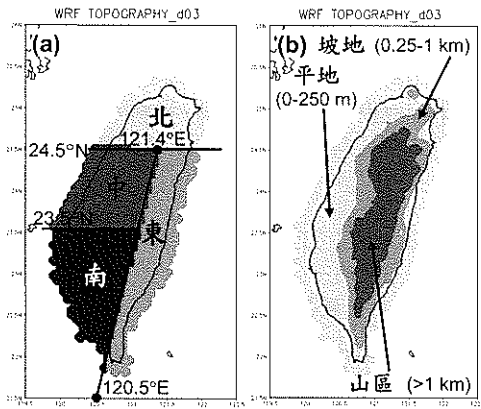 WRF TOPOGRAPHY_d03
(a)
北
121.4°E
24.5°N
中
東
南
120.5°E
WRF TOPOGRAPHY_d03
(b)
坡地 (0.25-1 km)
平地
(0-250 m)
山區 (>1 km)